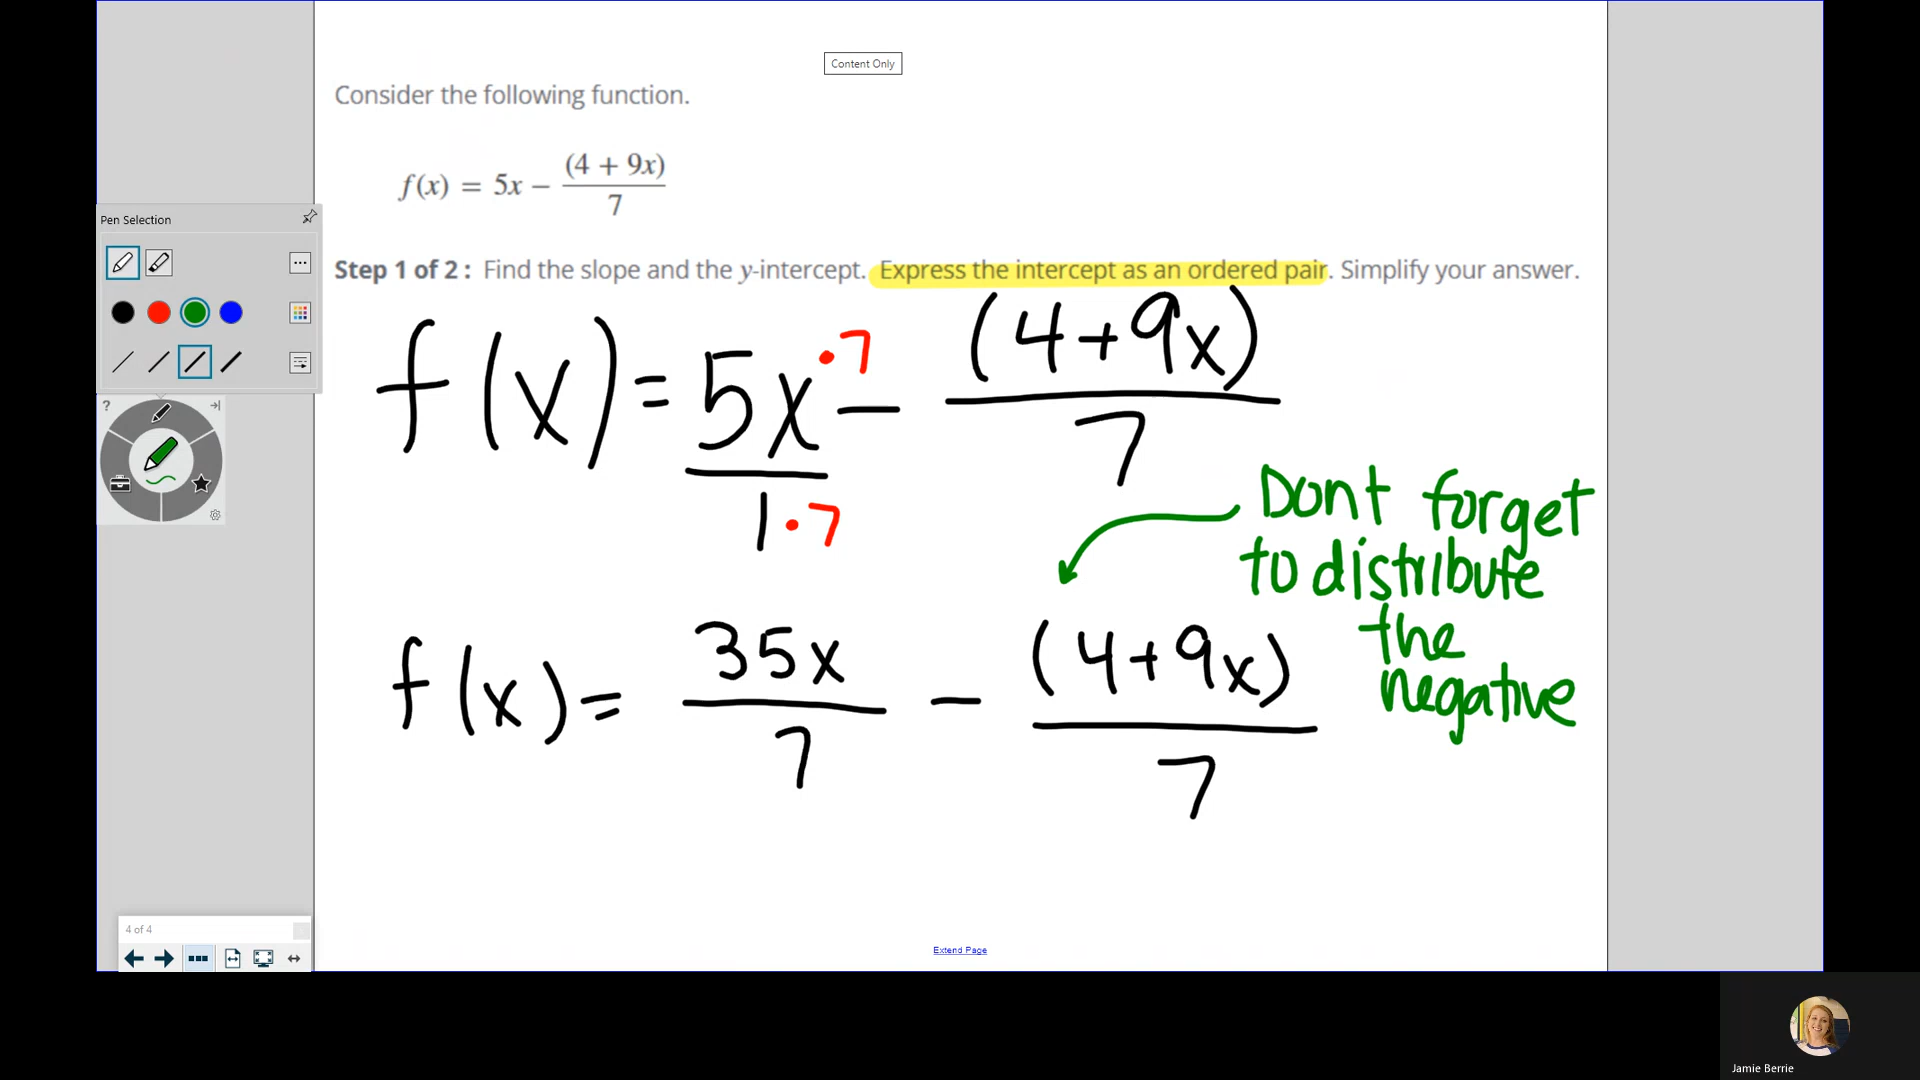 Content Only
Consider the following function.
f(x) = 5x − (4 + 9x)/7
Pen Selection
Step 1 of 2 : Find the slope and the y-intercept. Express the intercept as an ordered pair. Simplify your answer.
f(x) = 5x·7/1·7 − (4+9x)/7
Dont forget
to distribute
the
negative
f(x) = 35x/7 − (4+9x)/7
?
4 of 4
Extend Page
Jamie Berrie